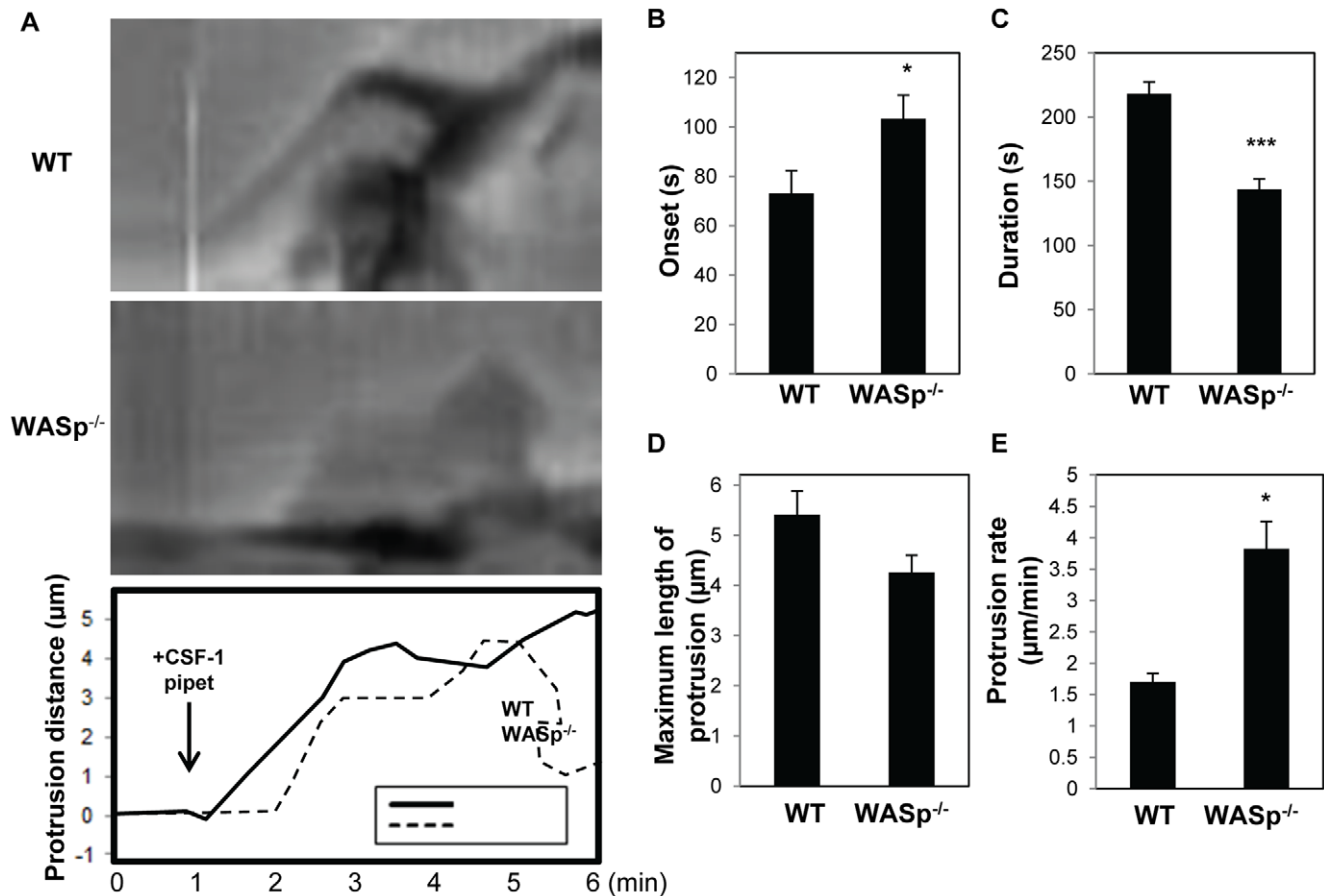 A
WT
WASp-/-
Protrusion distance (μm)
5
4
3
2
1
0
-1
+CSF-1
pipet
WT
WASp-/-
0 1 2 3 4 5 6 (min)
B
Onset (s)
120
100
80
60
40
20
0
*
WT WASp-/-
C
Duration (s)
250
200
150
100
50
0
***
WT WASp-/-
D
Maximum length of
protrusion (μm)
6
5
4
3
2
1
0
WT WASp-/-
E
Protrusion rate
(μm/min)
5
4.5
4
3.5
3
2.5
2
1.5
1
0.5
0
*
WT WASp-/-